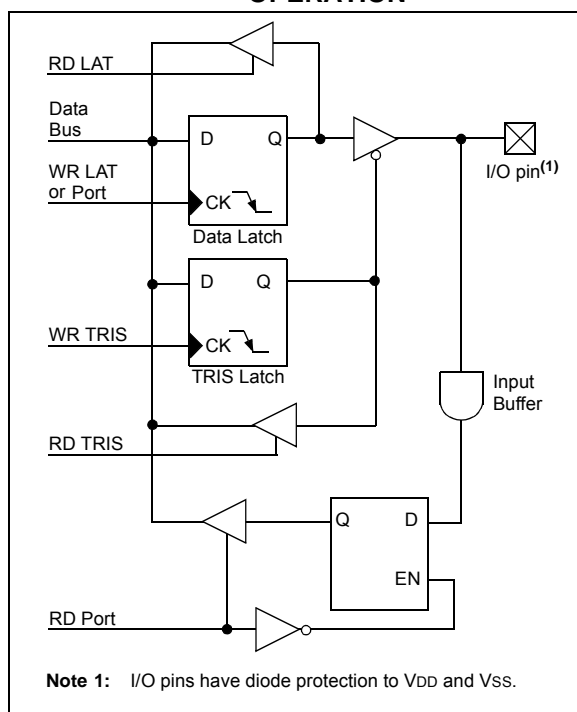 OPERATION
RD LAT
Data
Bus
D Q
WR LAT
or Port
CK
Data Latch
I/O pin(1)
D Q
WR TRIS
CK
TRIS Latch
Input
Buffer
RD TRIS
Q D
EN
RD Port
Note 1: I/O pins have diode protection to VDD and VSS.